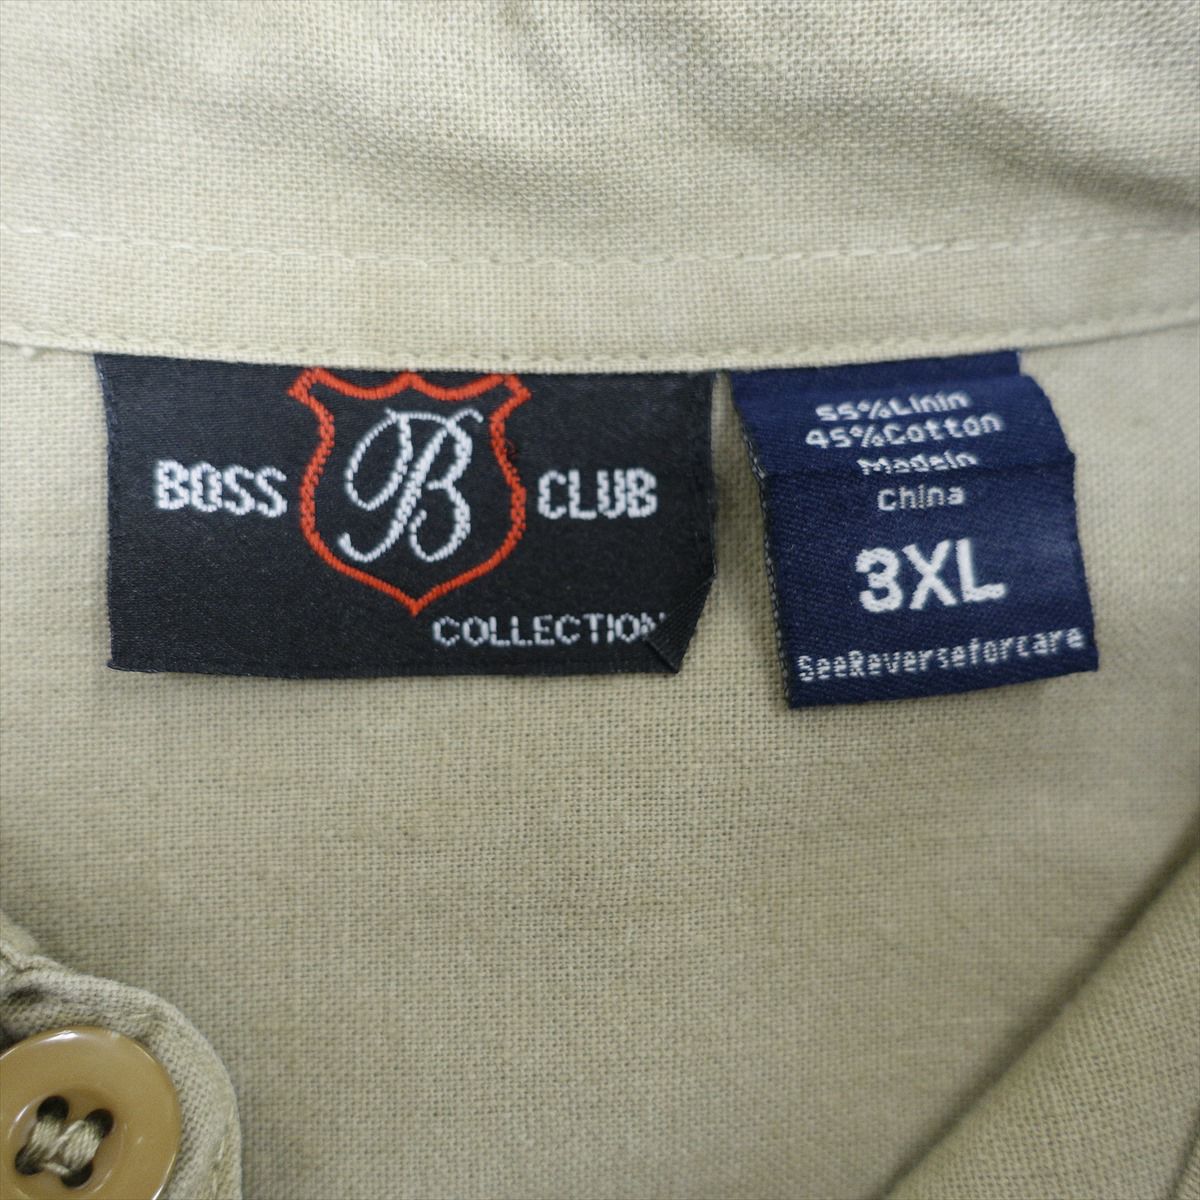 BOSS B CLUB
COLLECTION
55%Linin
45%Cotton
Madein
China
3XL
SeeReverseforcare